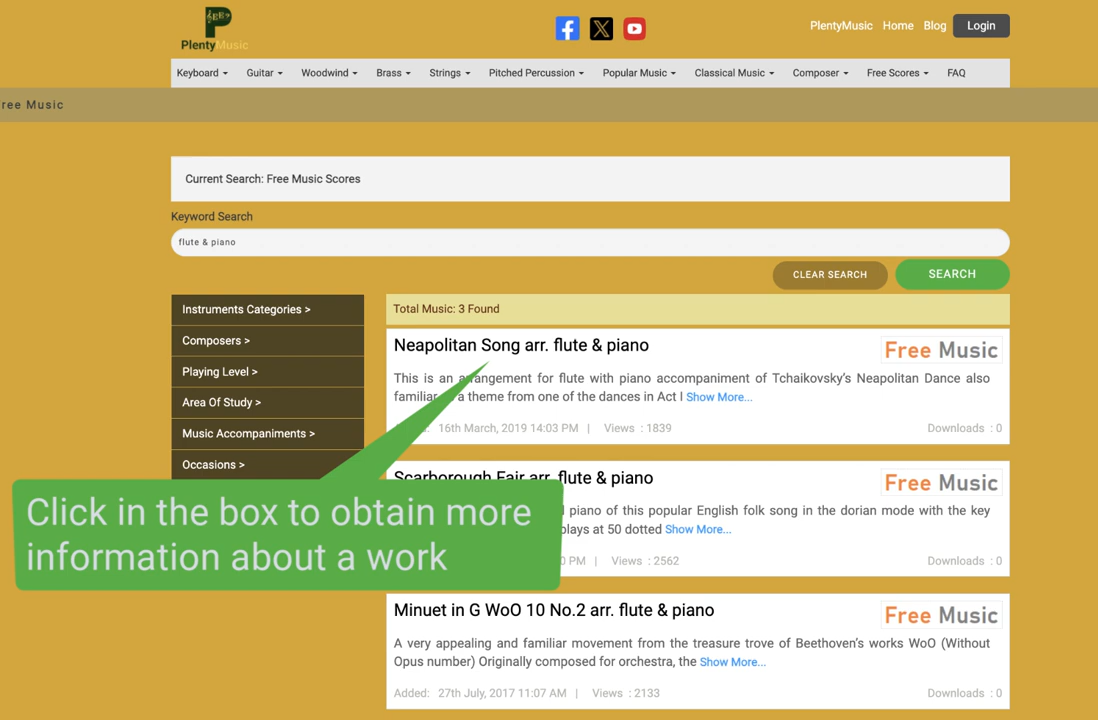 PlentyMusic
PlentyMusic Home Blog Login
Keyboard Guitar Woodwind Brass Strings Pitched Percussion Popular Music Classical Music Composer Free Scores FAQ
ree Music
Current Search: Free Music Scores
Keyword Search
flute & piano
CLEAR SEARCH SEARCH
Instruments Categories >
Composers >
Playing Level >
Area Of Study >
Music Accompaniments >
Occasions >
Total Music: 3 Found
Neapolitan Song arr. flute & piano
Free Music
This is an arrangement for flute with piano accompaniment of Tchaikovsky's Neapolitan Dance also
familiar a theme from one of the dances in Act I Show More...
16th March, 2019 14:03 PM | Views : 1839 Downloads : 0
Scarborough Fair arr. flute & piano
Free Music
piano of this popular English folk song in the dorian mode with the key
plays at 50 dotted Show More...
0 PM | Views : 2562 Downloads : 0
Click in the box to obtain more
information about a work
Minuet in G WoO 10 No.2 arr. flute & piano
Free Music
A very appealing and familiar movement from the treasure trove of Beethoven's works WoO (Without
Opus number) Originally composed for orchestra, the Show More...
Added: 27th July, 2017 11:07 AM | Views : 2133 Downloads : 0